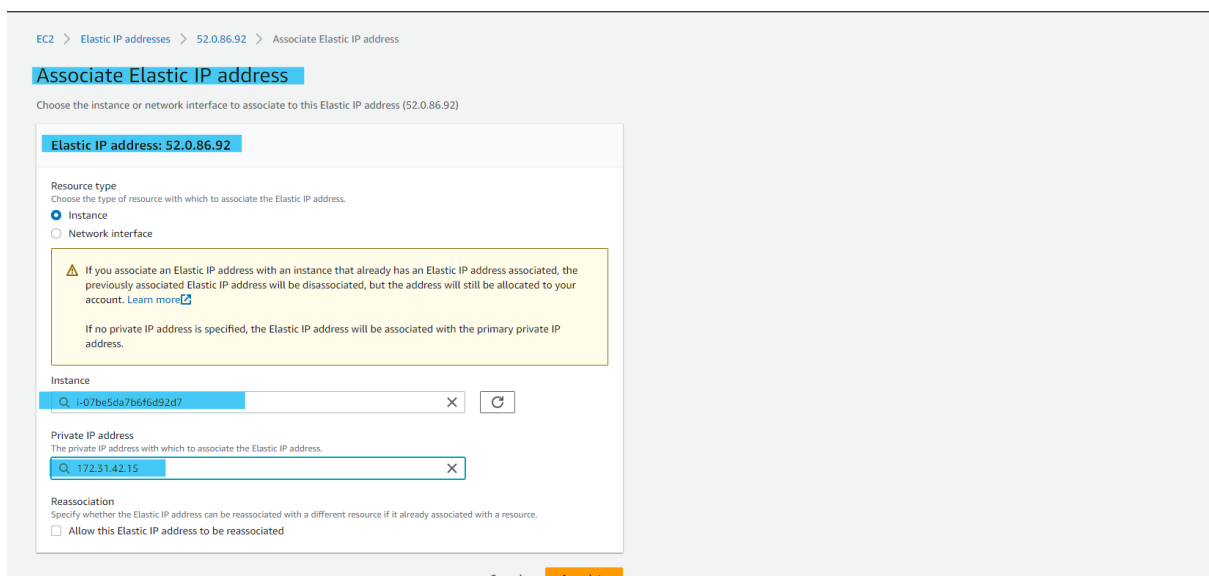 EC2 > Elastic IP addresses > 52.0.86.92 > Associate Elastic IP address
Associate Elastic IP address
Choose the instance or network interface to associate to this Elastic IP address (52.0.86.92)
Elastic IP address: 52.0.86.92
Resource type
Choose the type of resource with which to associate the Elastic IP address.
Instance
Network interface
If you associate an Elastic IP address with an instance that already has an Elastic IP address associated, the
previously associated Elastic IP address will be disassociated, but the address will still be allocated to your
account. Learn more
If no private IP address is specified, the Elastic IP address will be associated with the primary private IP
address.
Instance
i-07be5da7b6f6d92d7
Private IP address
The private IP address with which to associate the Elastic IP address.
172.31.42.15
Reassociation
Specify whether the Elastic IP address can be reassociated with a different resource if it already associated with a resource.
Allow this Elastic IP address to be reassociated